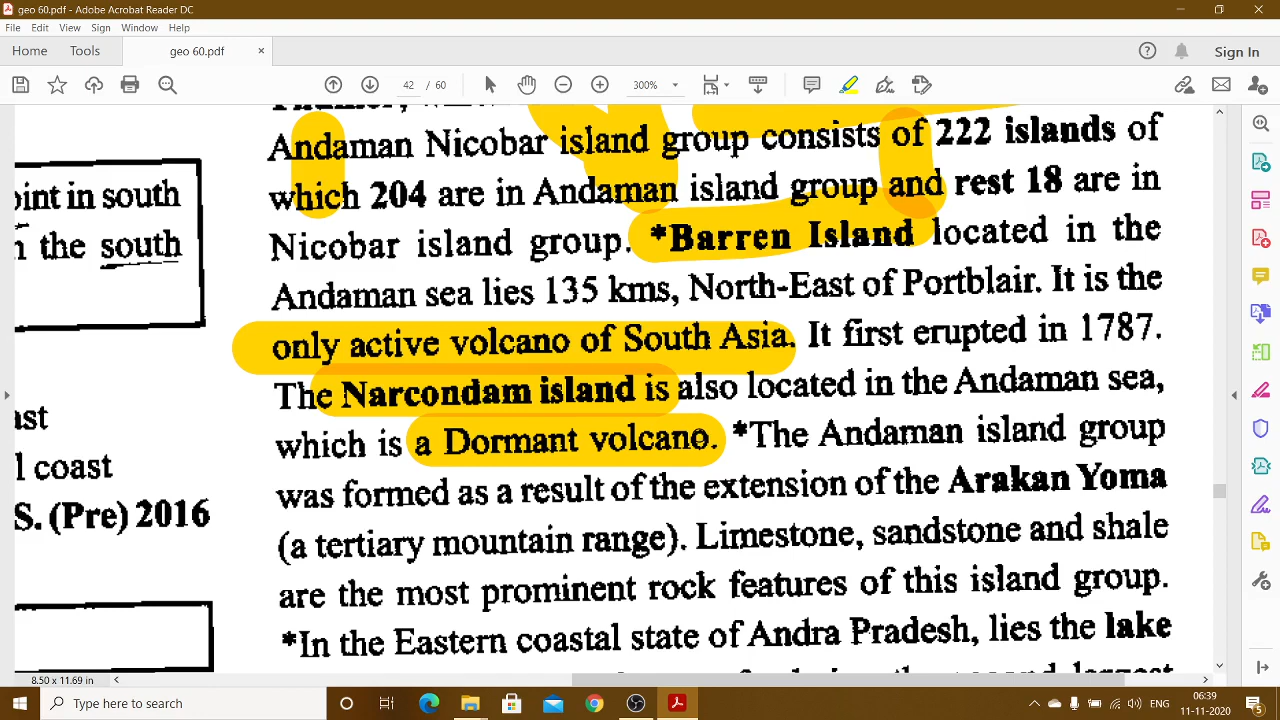 geo 60.pdf - Adobe Acrobat Reader DC
File Edit View Sign Window Help
Home Tools geo 60.pdf × Sign In
42 / 60 300%
Andaman Nicobar island group consists of 222 islands of
which 204 are in Andaman island group and rest 18 are in
Nicobar island group. *Barren Island located in the
Andaman sea lies 135 kms, North-East of Portblair. It is the
only active volcano of South Asia. It first erupted in 1787.
The Narcondam island is also located in the Andaman sea,
which is a Dormant volcano. *The Andaman island group
was formed as a result of the extension of the Arakan Yoma
(a tertiary mountain range). Limestone, sandstone and shale
are the most prominent rock features of this island group.
*In the Eastern coastal state of Andra Pradesh, lies the lake
oint in south
the south
ast
l coast
S. (Pre) 2016
8.50 x 11.69 in
Type here to search
ENG
06:39
11-11-2020
5